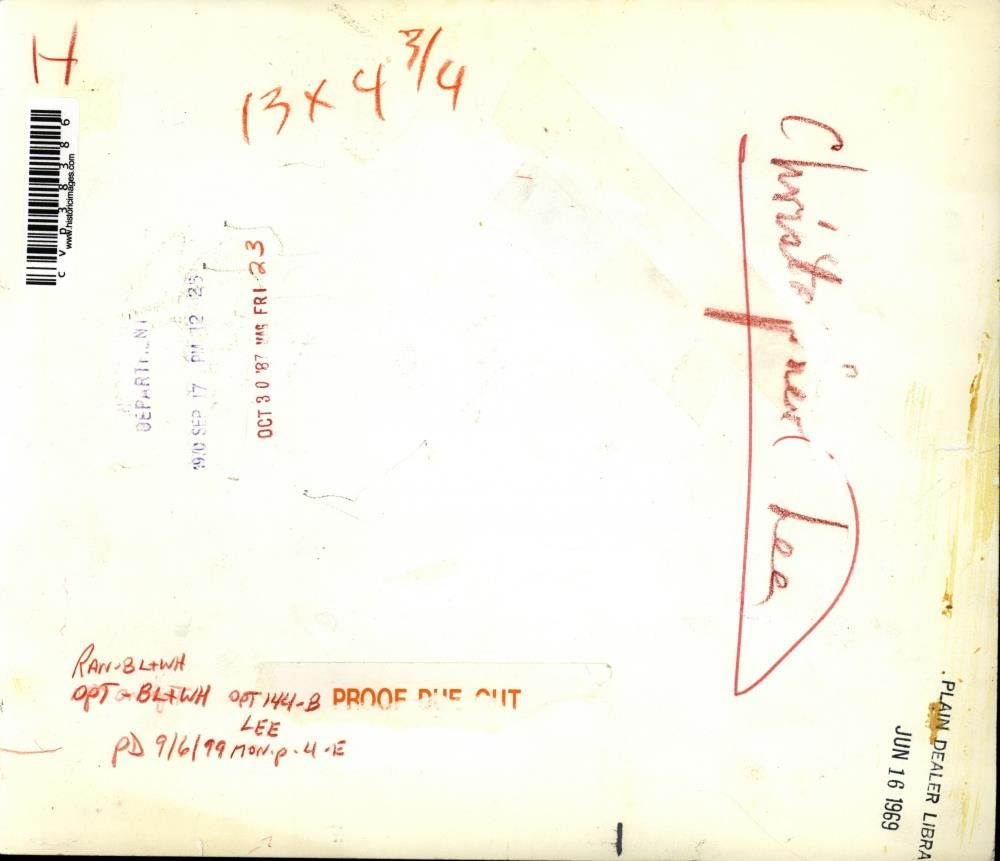 H
13 x 4 3/4
cvp38386
www.historicimages.com
Christopher Lee
DEPARTMENT
1970 SEP 17 PM 12 25
OCT 30 '87 FRI 23
RAN-BL+WH
OPT - BL+WH OPT 144-B PROOF DUE OUT
LEE
PD 9/6/99 MON. p. 4-E
PLAIN DEALER LIBRA
JUN 16 1969